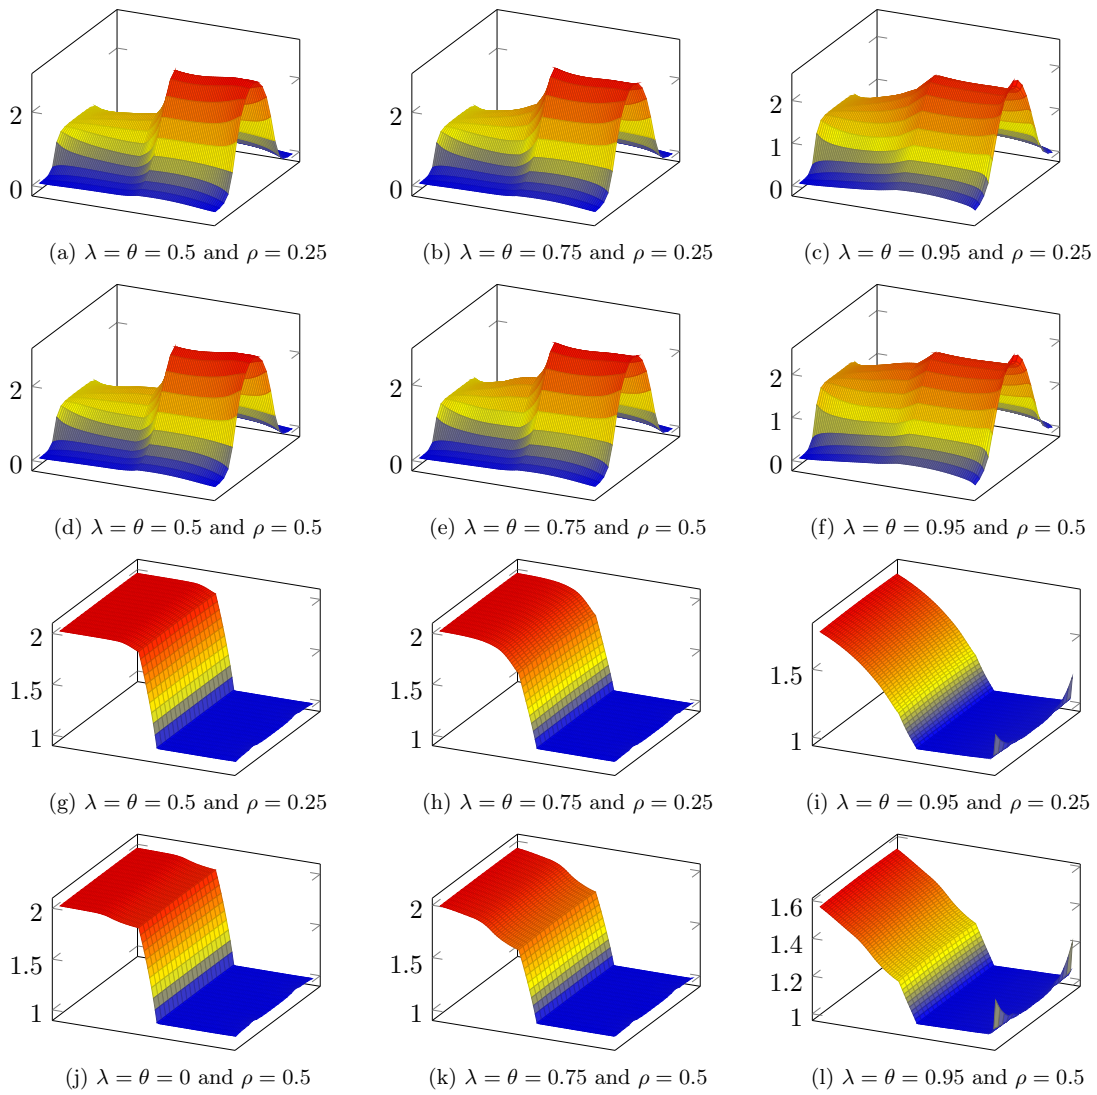 2
0
2
0
2
1
0
(a) λ = θ = 0.5 and ρ = 0.25
(b) λ = θ = 0.75 and ρ = 0.25
(c) λ = θ = 0.95 and ρ = 0.25
2
0
2
0
2
1
0
(d) λ = θ = 0.5 and ρ = 0.5
(e) λ = θ = 0.75 and ρ = 0.5
(f) λ = θ = 0.95 and ρ = 0.5
2
1.5
1
2
1.5
1
1.5
1
(g) λ = θ = 0.5 and ρ = 0.25
(h) λ = θ = 0.75 and ρ = 0.25
(i) λ = θ = 0.95 and ρ = 0.25
2
1.5
1
2
1.5
1
1.6
1.4
1.2
1
(j) λ = θ = 0 and ρ = 0.5
(k) λ = θ = 0.75 and ρ = 0.5
(l) λ = θ = 0.95 and ρ = 0.5